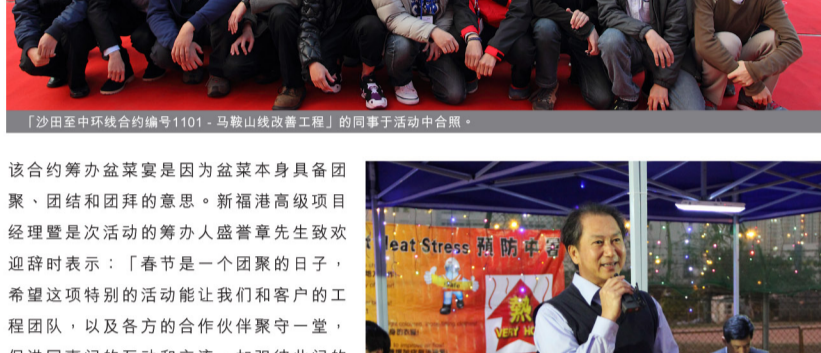 「沙田至中环线合约编号1101 - 马鞍山线改善工程」的同事于活动中合照。
该合约筹办盆菜宴是因为盆菜本身具备团
聚、团结和团拜的意思。新福港高级项目
经理暨是次活动的筹办人盛誉章先生致欢
迎辞时表示：「春节是一个团聚的日子，
希望这项特别的活动能让我们和客户的工
程团队，以及各方的合作伙伴聚守一堂，
t Heat Stress 预防中暑
熱
VERY HO